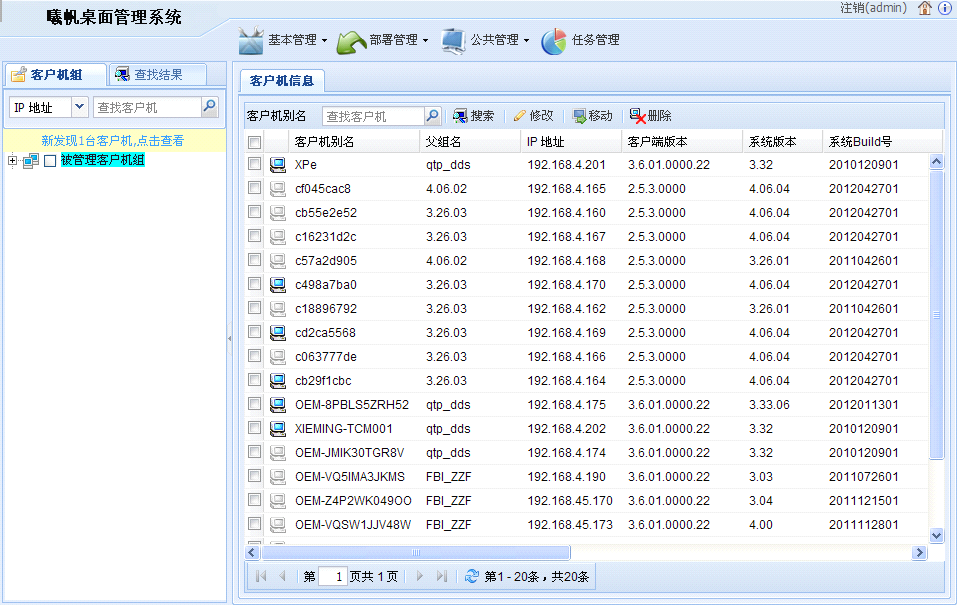 曦帆桌面管理系统
注销(admin)
基本管理 部署管理 公共管理 任务管理
客户机组 查找结果
IP 地址 查找客户机
新发现1台客户机,点击查看
被管理客户机组
客户机信息
客户机别名 查找客户机 搜索 修改 移动 删除
客户机别名 父组名 IP 地址 客户端版本 系统版本 系统Build号
XPe qtp_dds 192.168.4.201 3.6.01.0000.22 3.32 2010120901
cf045cac8 4.06.02 192.168.4.165 2.5.3.0000 4.06.04 2012042701
cb55e2e52 3.26.03 192.168.4.160 2.5.3.0000 4.06.04 2012042701
c16231d2c 3.26.03 192.168.4.167 2.5.3.0000 4.06.04 2012042701
c57a2d905 4.06.02 192.168.4.168 2.5.3.0000 3.26.01 2011042601
c498a7ba0 3.26.03 192.168.4.170 2.5.3.0000 4.06.04 2012042701
c18896792 3.26.03 192.168.4.162 2.5.3.0000 3.26.01 2011042601
cd2ca5568 3.26.03 192.168.4.169 2.5.3.0000 4.06.04 2012042701
c063777de 3.26.03 192.168.4.166 2.5.3.0000 4.06.04 2012042701
cb29f1cbc 3.26.03 192.168.4.164 2.5.3.0000 4.06.04 2012042701
OEM-8PBLS5ZRH52 qtp_dds 192.168.4.175 3.6.01.0000.22 3.33.06 2012011301
XIEMING-TCM001 qtp_dds 192.168.4.202 3.6.01.0000.22 3.32 2010120901
OEM-JMIK30TGR8V qtp_dds 192.168.4.174 3.6.01.0000.22 3.32 2010120901
OEM-VQ5IMA3JKMS FBI_ZZF 192.168.4.190 3.6.01.0000.22 3.03 2011072601
OEM-Z4P2WK049OO FBI_ZZF 192.168.45.170 3.6.01.0000.22 3.04 2011121501
OEM-VQSW1JJV48W FBI_ZZF 192.168.45.173 3.6.01.0000.22 4.00 2011112801
第 1 页共 1 页 第1 - 20条，共20条